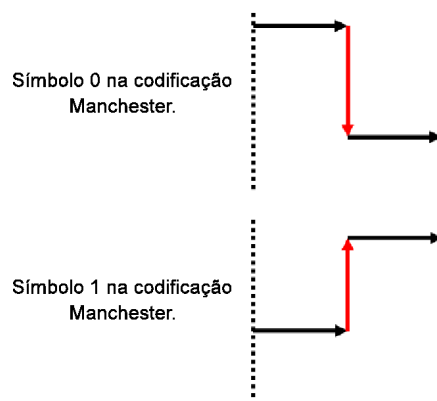 Símbolo 0 na codificação
Manchester.
Símbolo 1 na codificação
Manchester.